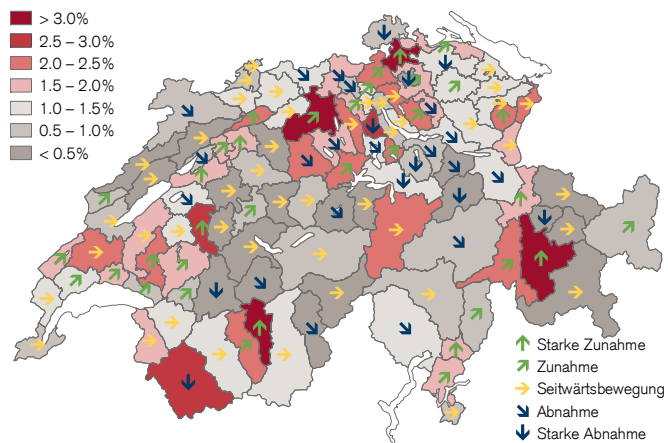 > 3.0%
2.5 – 3.0%
2.0 – 2.5%
1.5 – 2.0%
1.0 – 1.5%
0.5 – 1.0%
< 0.5%
Starke Zunahme
Zunahme
Seitwärtsbewegung
Abnahme
Starke Abnahme